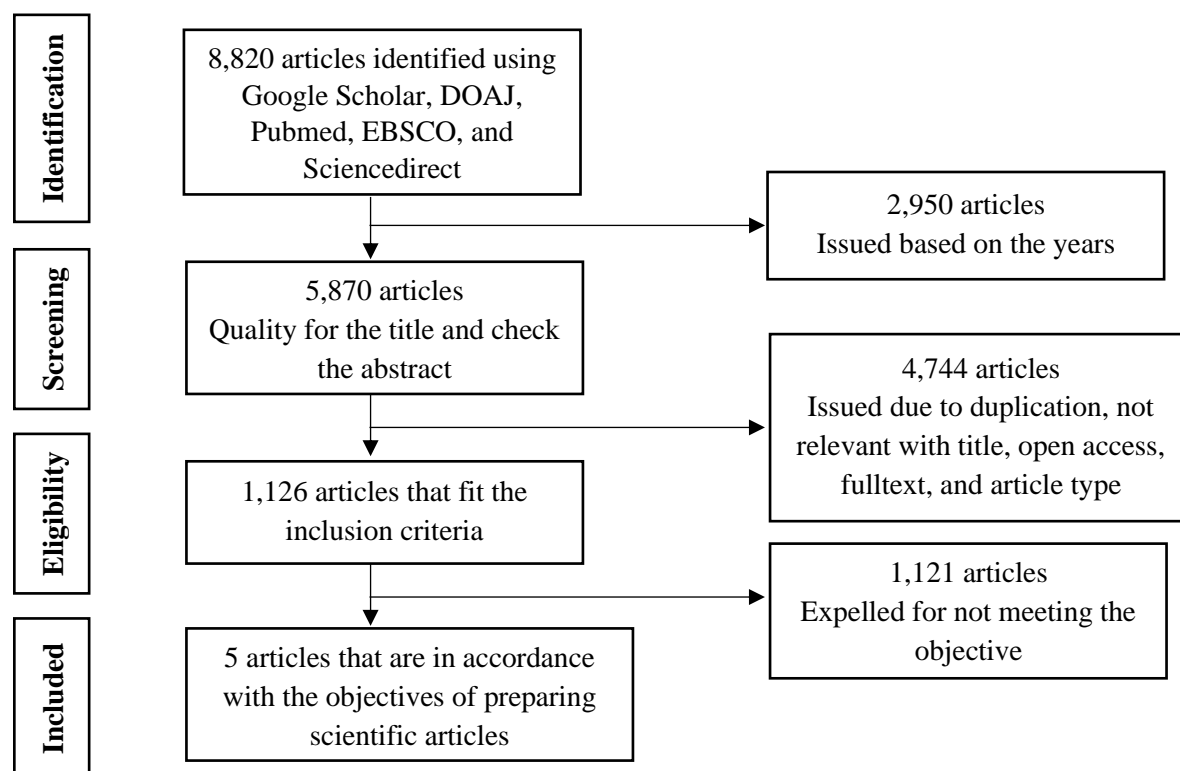 Identification
8,820 articles identified using
Google Scholar, DOAJ,
Pubmed, EBSCO, and
Sciencedirect
2,950 articles
Issued based on the years
Screening
5,870 articles
Quality for the title and check
the abstract
4,744 articles
Issued due to duplication, not
relevant with title, open access,
fulltext, and article type
Eligibility
1,126 articles that fit the
inclusion criteria
1,121 articles
Expelled for not meeting the
objective
Included
5 articles that are in accordance
with the objectives of preparing
scientific articles